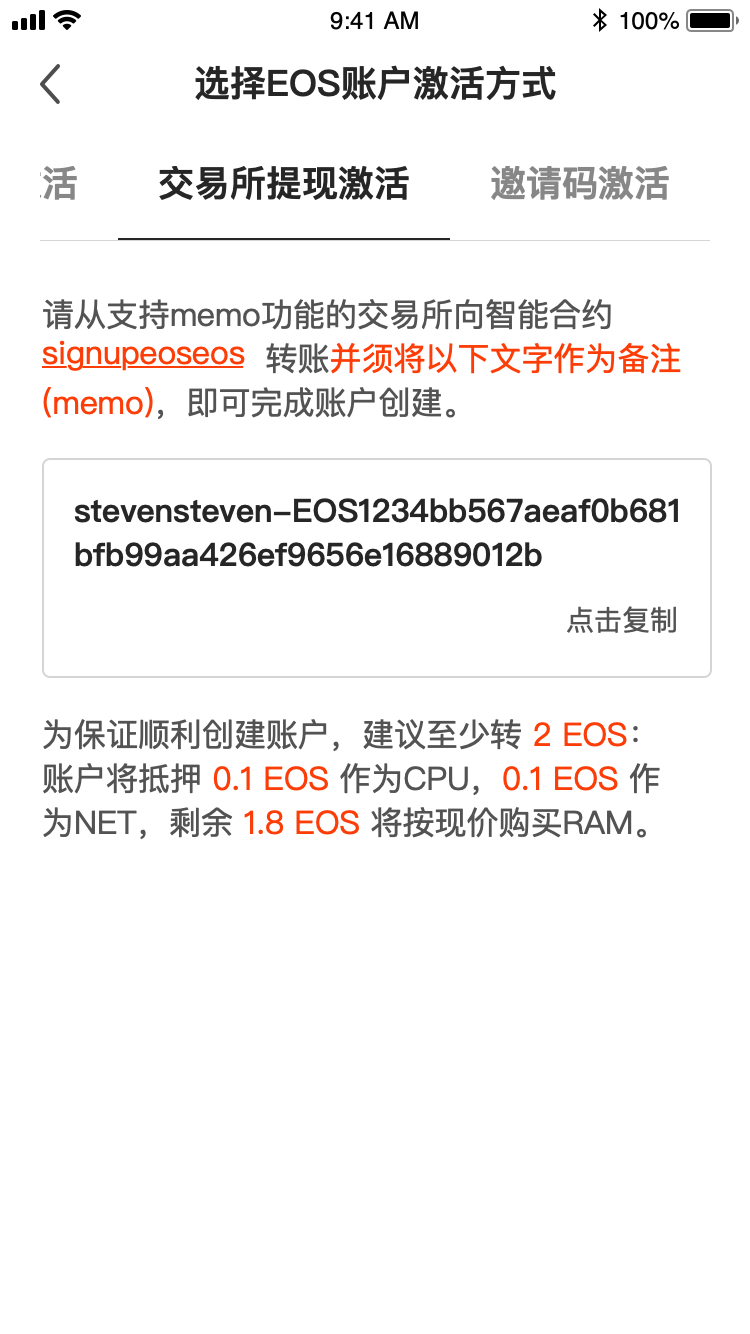 9:41 AM
100%
选择EOS账户激活方式
活
交易所提现激活
邀请码激活
请从支持memo功能的交易所向智能合约
signupeoseos 转账并须将以下文字作为备注
(memo)，即可完成账户创建。
stevensteven–EOS1234bb567aeaf0b681
bfb99aa426ef9656e16889012b
点击复制
为保证顺利创建账户，建议至少转 2 EOS：
账户将抵押 0.1 EOS 作为CPU，0.1 EOS 作
为NET，剩余 1.8 EOS 将按现价购买RAM。